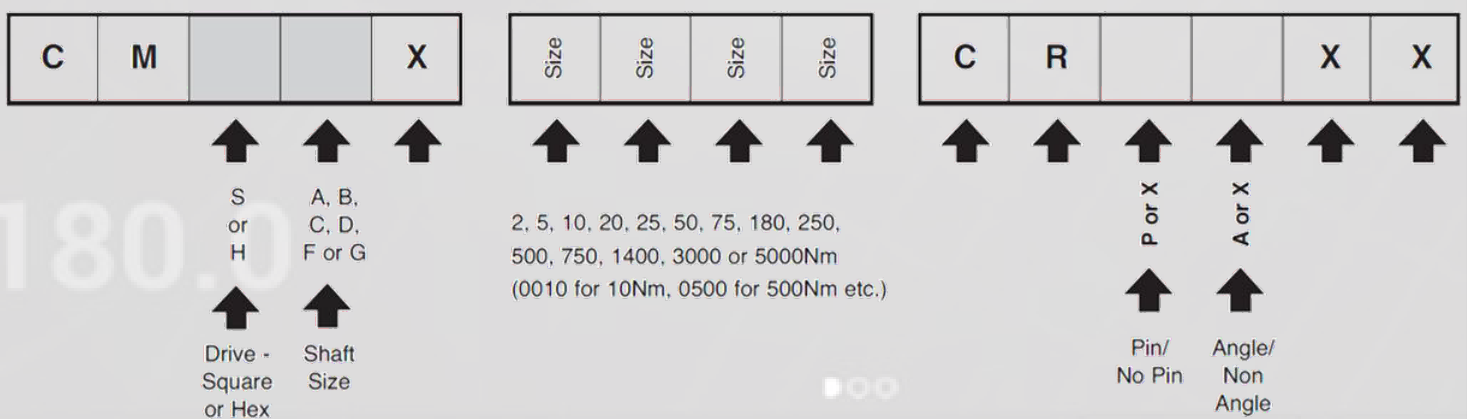 C M X Size Size Size Size C R X X
S
or
H
A, B,
C, D,
F or G
2, 5, 10, 20, 25, 50, 75, 180, 250,
500, 750, 1400, 3000 or 5000Nm
(0010 for 10Nm, 0500 for 500Nm etc.)
P or X
A or X
180.0
Drive -
Square
or Hex
Shaft
Size
Pin/
No Pin
Angle/
Non
Angle